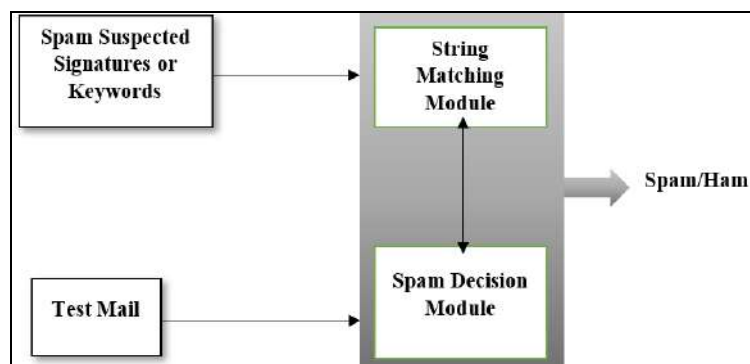 Spam Suspected
Signatures or
Keywords
String
Matching
Module
Spam/Ham
Test Mail
Spam Decision
Module